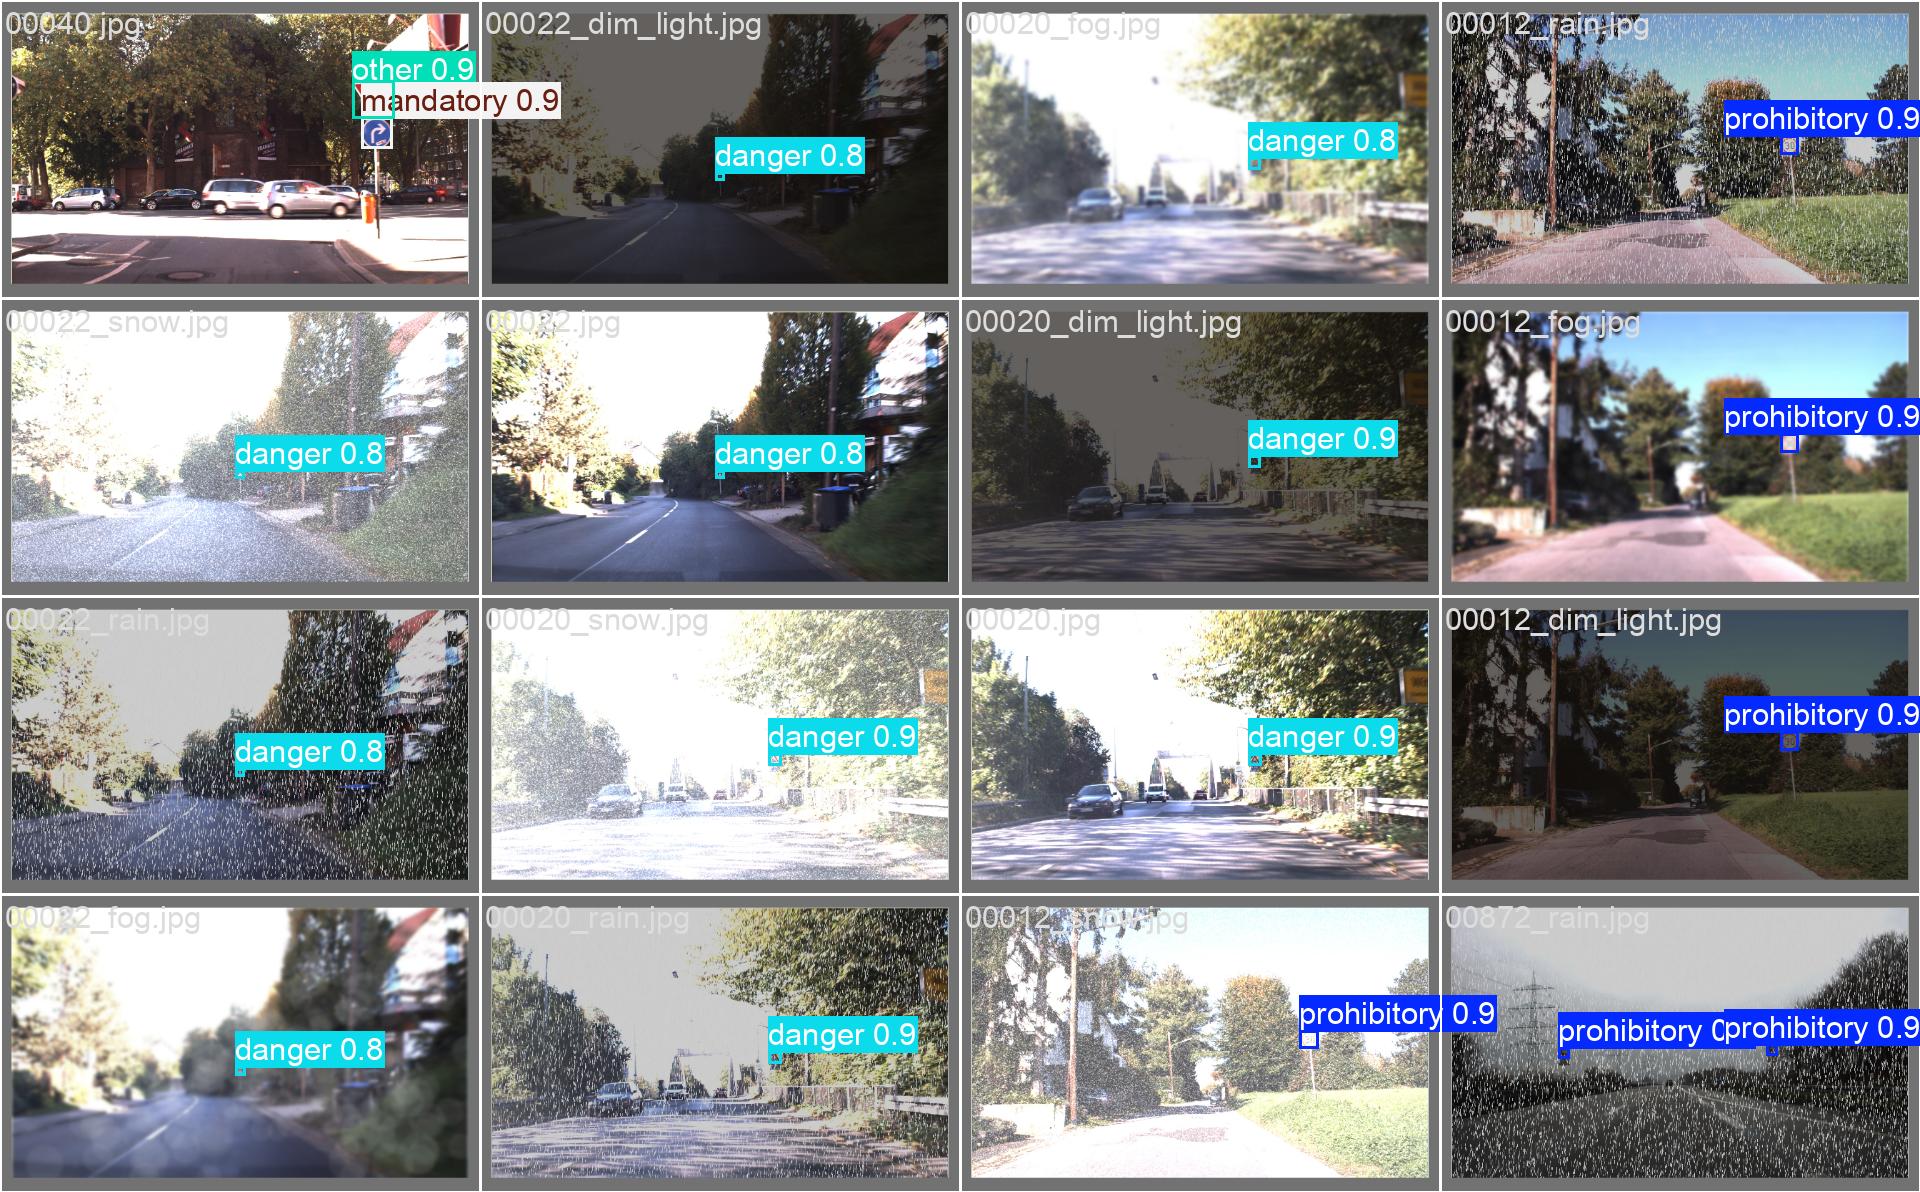 00040.jpg
other 0.9
mandatory 0.9
00022_dim_light.jpg
danger 0.8
00020_fog.jpg
danger 0.8
00012_rain.jpg
prohibitory 0.9
30
00022_snow.jpg
danger 0.8
00022.jpg
danger 0.8
00020_dim_light.jpg
danger 0.9
00012_fog.jpg
prohibitory 0.9
00022_rain.jpg
danger 0.8
00020_snow.jpg
danger 0.9
00020.jpg
danger 0.9
00012_dim_light.jpg
prohibitory 0.9
00022_fog.jpg
danger 0.8
00020_rain.jpg
danger 0.9
00012_snow.jpg
prohibitory 0.9
00872_rain.jpg
prohibitory
prohibitory 0.9